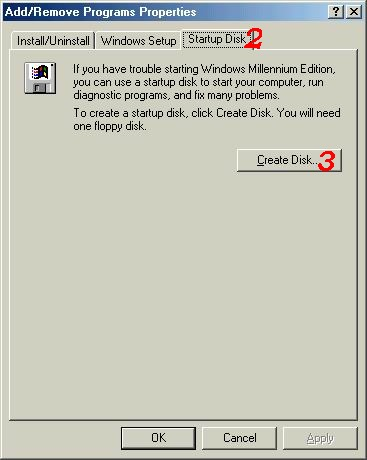 Add/Remove Programs Properties
Install/Uninstall Windows Setup Startup Disk 2
If you have trouble starting Windows Millennium Edition,
you can use a startup disk to start your computer, run
diagnostic programs, and fix many problems.
To create a startup disk, click Create Disk. You will need
one floppy disk.
Create Disk... 3
OK Cancel Apply